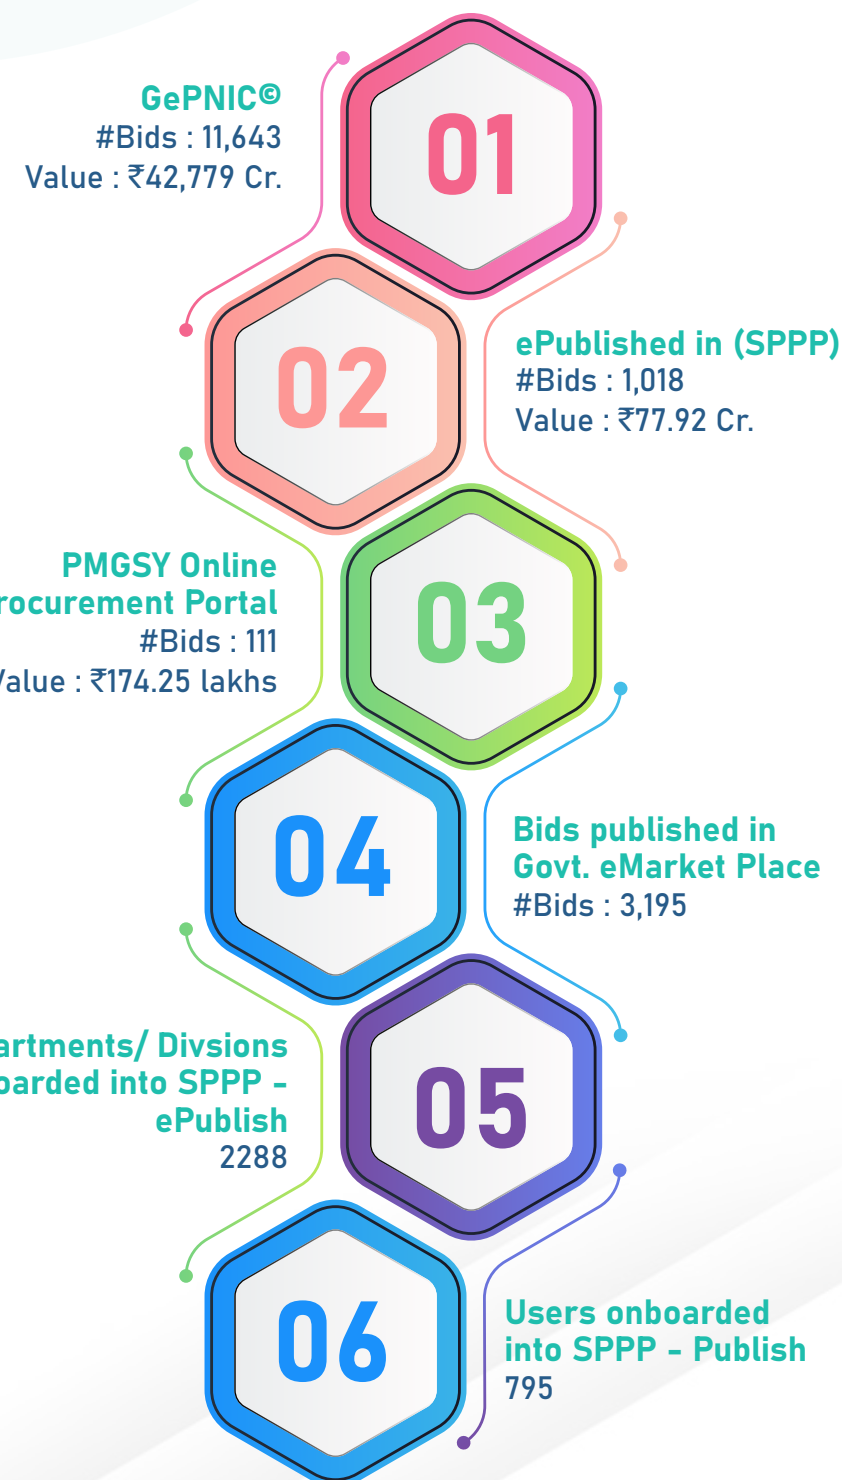 GePNIC©
#Bids : 11,643
Value : ₹42,779 Cr.
01
02
ePublished in (SPPP)
#Bids : 1,018
Value : ₹77.92 Cr.
PMGSY Online
rocurement Portal
#Bids : 111
Value : ₹174.25 lakhs
03
04
Bids published in
Govt. eMarket Place
#Bids : 3,195
artments/ Divsions
oarded into SPPP -
ePublish
2288
05
06
Users onboarded
into SPPP - Publish
795